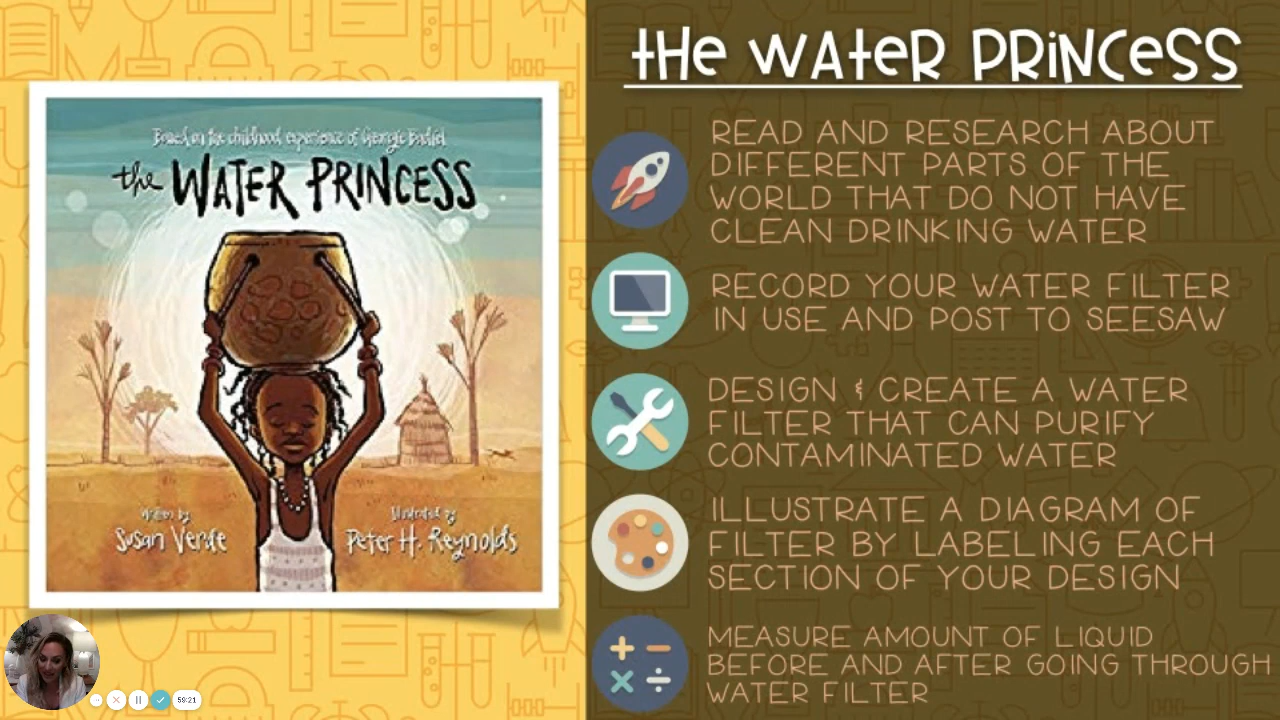 the WATER PRINCESS
Based on the childhood experience of Georgie Badiel
the WATER PRINCESS
written by
Susan Verde
illustrated by
Peter H. Reynolds
READ AND RESEARCH ABOUT
DIFFERENT PARTS OF THE
WORLD THAT DO NOT HAVE
CLEAN DRINKING WATER
RECORD YOUR WATER FILTER
IN USE AND POST TO SEESAW
DESIGN & CREATE A WATER
FILTER THAT CAN PURIFY
CONTAMINATED WATER
ILLUSTRATE A DIAGRAM OF
FILTER BY LABELING EACH
SECTION OF YOUR DESIGN
MEASURE AMOUNT OF LIQUID
BEFORE AND AFTER GOING THROUGH
WATER FILTER
59:21